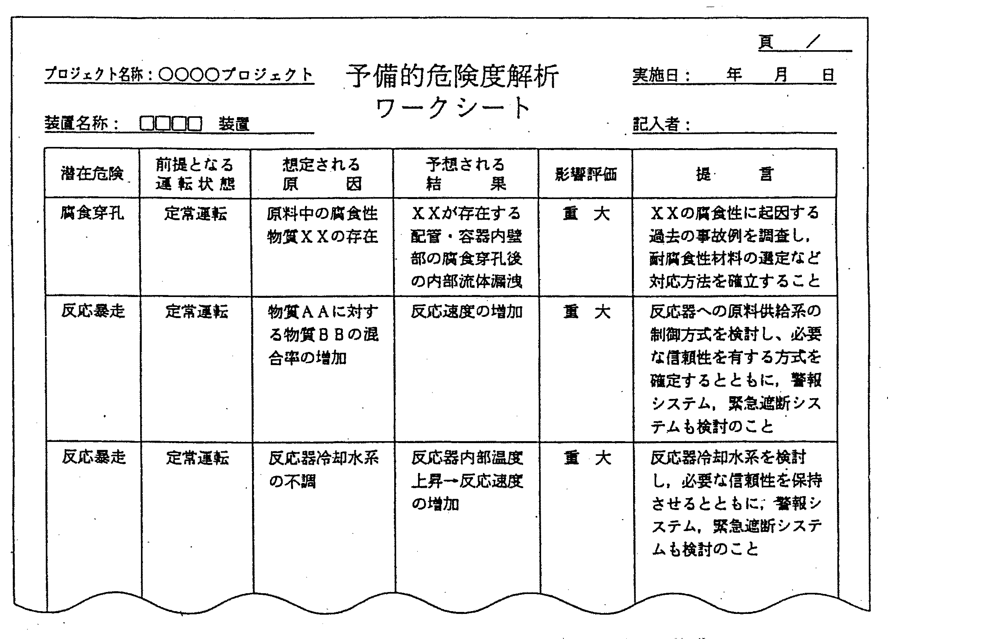 頁　　／
プロジェクト名称：○○○○プロジェクト
予備的危険度解析
ワークシート
実施日：　　年　　月　　日
装置名称：　□□□□　装置
記入者：
潜在危険
前提となる
運転状態
想定される
原　　　因
予想される
結　　　果
影響評価
提　　　言
腐食穿孔
定常運転
原料中の腐食性
物質ＸＸの存在
ＸＸが存在する
配管・容器内壁
部の腐食穿孔後
の内部流体漏洩
重　大
ＸＸの腐食性に起因する
過去の事故例を調査し，
耐腐食性材料の選定など
対応方法を確立すること
反応暴走
定常運転
物質ＡＡに対す
る物質ＢＢの混
合率の増加
反応速度の増加
重　大
反応器への原料供給系の
制御方式を検討し、必要
な信頼性を有する方式を
確定するとともに，警報
システム，緊急遮断シス
テムも検討のこと
反応暴走
定常運転
反応器冷却水系
の不調
反応器内部温度
上昇→反応速度
の増加
重　大
反応器冷却水系を検討
し，必要な信頼性を保持
させるとともに，警報シ
ステム，緊急遮断システ
ムも検討のこと